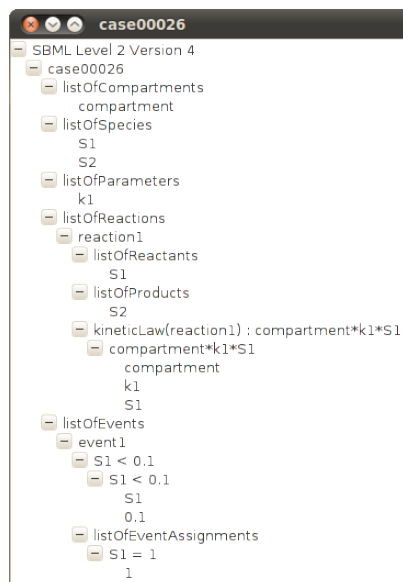 case00026
SBML Level 2 Version 4
case00026
listOfCompartments
compartment
listOfSpecies
S1
S2
listOfParameters
k1
listOfReactions
reaction1
listOfReactants
S1
listOfProducts
S2
kineticLaw(reaction1) : compartment*k1*S1
compartment*k1*S1
compartment
k1
S1
listOfEvents
event1
S1 < 0.1
S1 < 0.1
S1
0.1
listOfEventAssignments
S1 = 1
1